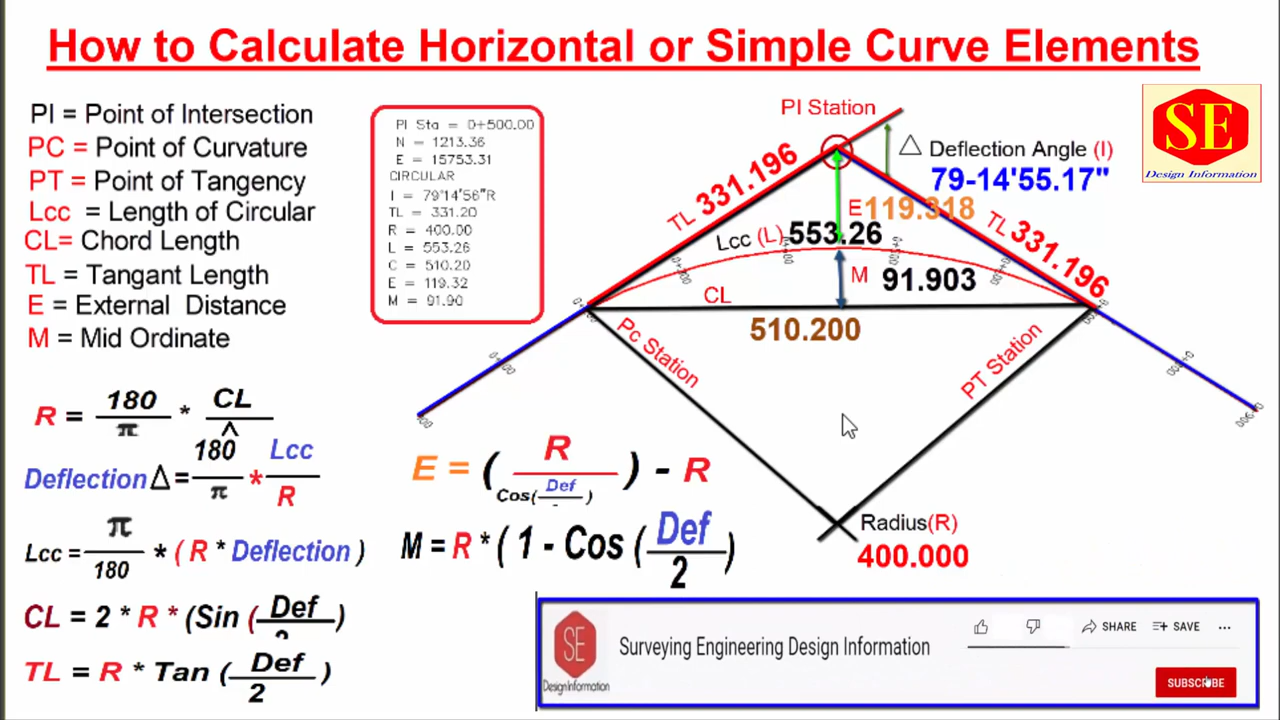 How to Calculate Horizontal or Simple Curve Elements
PI = Point of Intersection
PC = Point of Curvature
PT = Point of Tangency
Lcc = Length of Circular
CL= Chord Length
TL = Tangant Length
E = External Distance
M = Mid Ordinate
PI Sta = 0+500.00
N = 1213.36
E = 15753.31
CIRCULAR
I = 79°14'56"R
TL = 331.20
R = 400.00
L = 553.26
C = 510.20
E = 119.32
M = 91.90
PI Station
△ Deflection Angle (I)
79-14'55.17"
TL 331.196
E 119.318
TL 331.196
Lcc (L) 553.26
M 91.903
CL
510.200
Pc Station
PT Station
Radius(R)
400.000
SE
Design Information
R = 180/π * CL/^
Deflection Δ = 180/π * Lcc/R
Lcc = π/180 * ( R * Deflection )
CL = 2 * R * (Sin ( Def )
TL = R * Tan ( Def/2 )
E = ( R / Cos( Def ) ) - R
M = R * ( 1 - Cos ( Def/2 )
SE
Design Information
Surveying Engineering Design Information
SHARE
SAVE
...
SUBSCRIBE